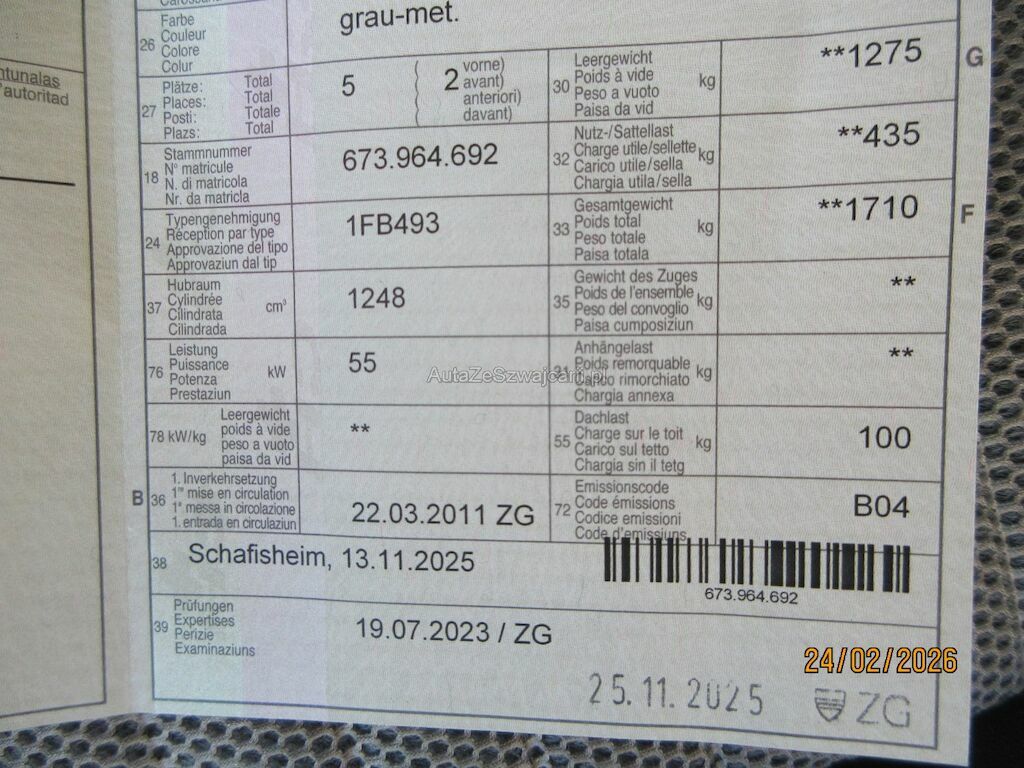 Carosserie
26 Farbe
Couleur
Colore
Colur
grau-met.
ntunalas
'autoritad
27 Plätze: Total
Places: Total
Posti: Totale
Plazs: Total
5 ( 2 vorne)
avant)
anteriori)
davant)
30 Leergewicht
Poids à vide kg
Peso a vuoto
Paisa da vid
**1275 G
18 Stammnummer
N° matricule
N. di matricola
Nr. da matricla
673.964.692
32 Nutz-/Sattellast
Charge utile/sellette kg
Carico utile/sella
Chargia utila/sella
**435
24 Typengenehmigung
Réception par type
Approvazione del tipo
Approvaziun dal tip
1FB493
33 Gesamtgewicht
Poids total kg
Peso totale
Paisa totala
**1710 F
37 Hubraum
Cylindrée cm³
Cilindrata
Cilindrada
1248
35 Gewicht des Zuges
Poids de l'ensemble kg
Peso del convoglio
Paisa cumposiziun
**
76 Leistung
Puissance kW
Potenza
Prestaziun
55
31 Anhängelast
Poids remorquable kg
Carico rimorchiato
Chargia annexa
**
AutaZeSzwajcarii.pl
78 kW/kg Leergewicht
poids à vide
peso a vuoto
paisa da vid
**
55 Dachlast
Charge sur le toit kg
Carico sul tetto
Chargia sin il tetg
100
B 36 1. Inverkehrsetzung
1re mise en circulation
1a messa in circolazione
1. entrada en circulaziun
22.03.2011 ZG
72 Emissionscode
Code émissions
Codice emissioni
Code d'emissiuns
B04
38 Schafisheim, 13.11.2025
673.964.692
39 Prüfungen
Expertises
Perizie
Examinaziuns
19.07.2023 / ZG
25.11.2025 ZG
24/02/2026